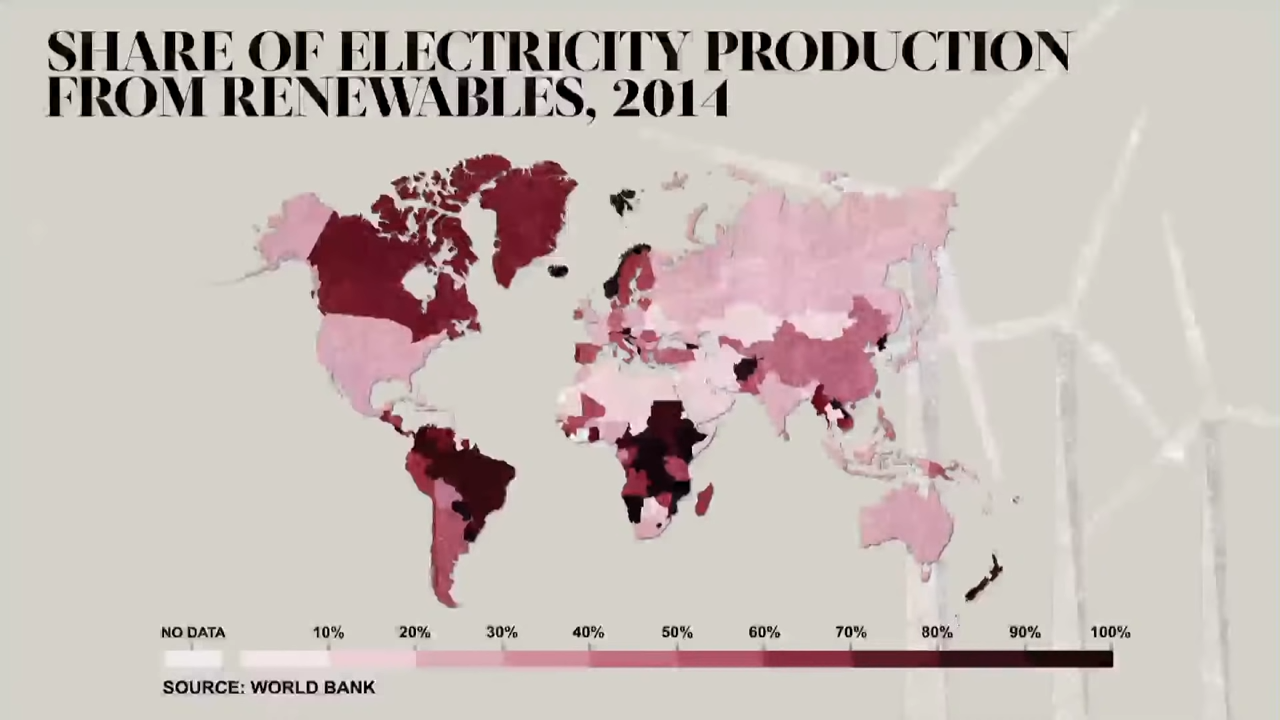 SHARE OF ELECTRICITY PRODUCTION
FROM RENEWABLES, 2014
NO DATA 10% 20% 30% 40% 50% 60% 70% 80% 90% 100%
SOURCE: WORLD BANK